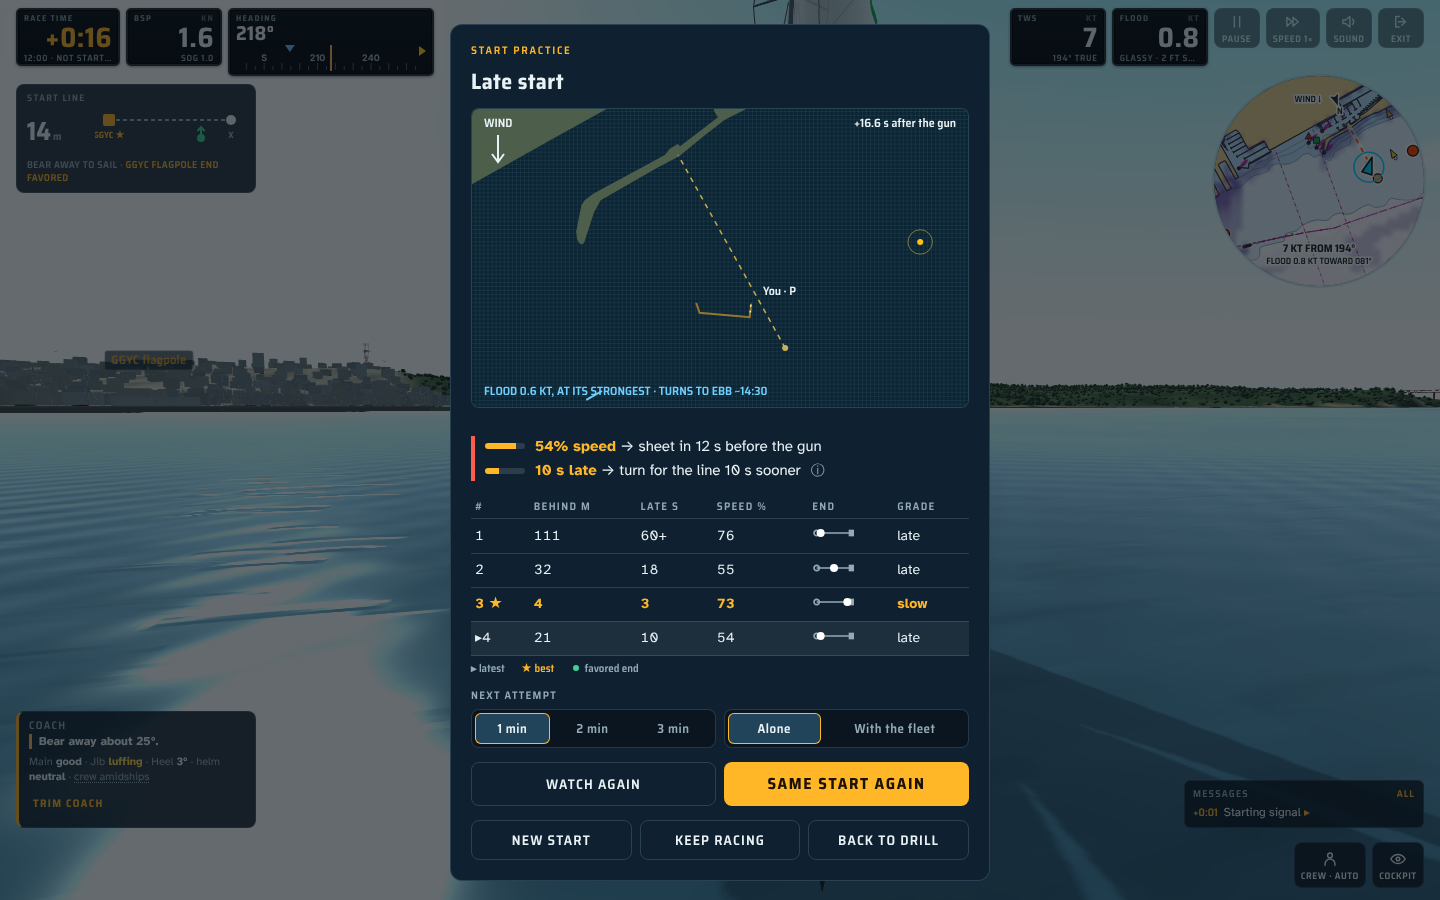 RACE TIME
+0:16
12:00 · NOT START...
BSP KN
1.6
SOG 1.0
HEADING
218°
S 210 240
TWS KT
7
194° TRUE
FLOOD KT
0.8
GLASSY · 2 FT S...
PAUSE
SPEED 1×
SOUND
EXIT
START LINE
14 m
GGYC ★ X
BEAR AWAY TO SAIL · GGYC FLAGPOLE END
FAVORED
WIND
N
7 KT FROM 194°
FLOOD 0.8 KT TOWARD 081°
GGYC flagpole
START PRACTICE
Late start
WIND
+16.6 s after the gun
You · P
FLOOD 0.6 KT, AT ITS STRONGEST · TURNS TO EBB ~14:30
54% speed → sheet in 12 s before the gun
10 s late → turn for the line 10 s sooner ⓘ
# BEHIND M LATE S SPEED % END GRADE
1 111 60+ 76 late
2 32 18 55 late
3 ★ 4 3 73 slow
▸4 21 10 54 late
▸ latest ★ best ● favored end
NEXT ATTEMPT
1 min 2 min 3 min
Alone With the fleet
WATCH AGAIN
SAME START AGAIN
NEW START
KEEP RACING
BACK TO DRILL
COACH
Bear away about 25°.
Main good · Jib luffing · Heel 3° · helm
neutral · crew amidships
TRIM COACH
MESSAGES ALL
+0:01 Starting signal ▸
CREW · AUTO
COCKPIT